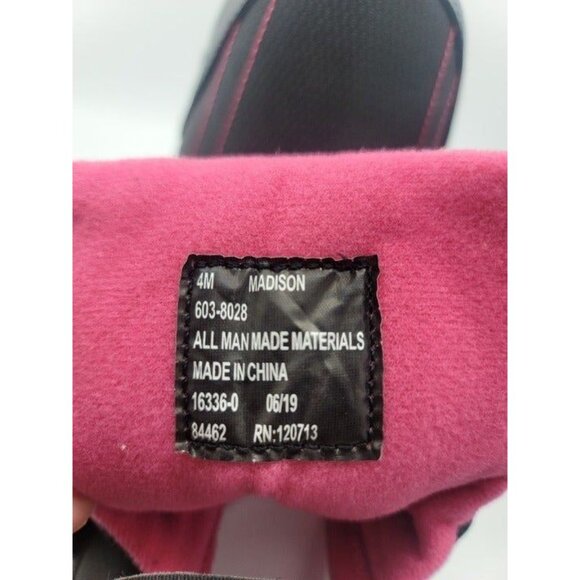 4M MADISON
603-8028
ALL MAN MADE MATERIALS
MADE IN CHINA
16336-0 06/19
84462 RN:120713